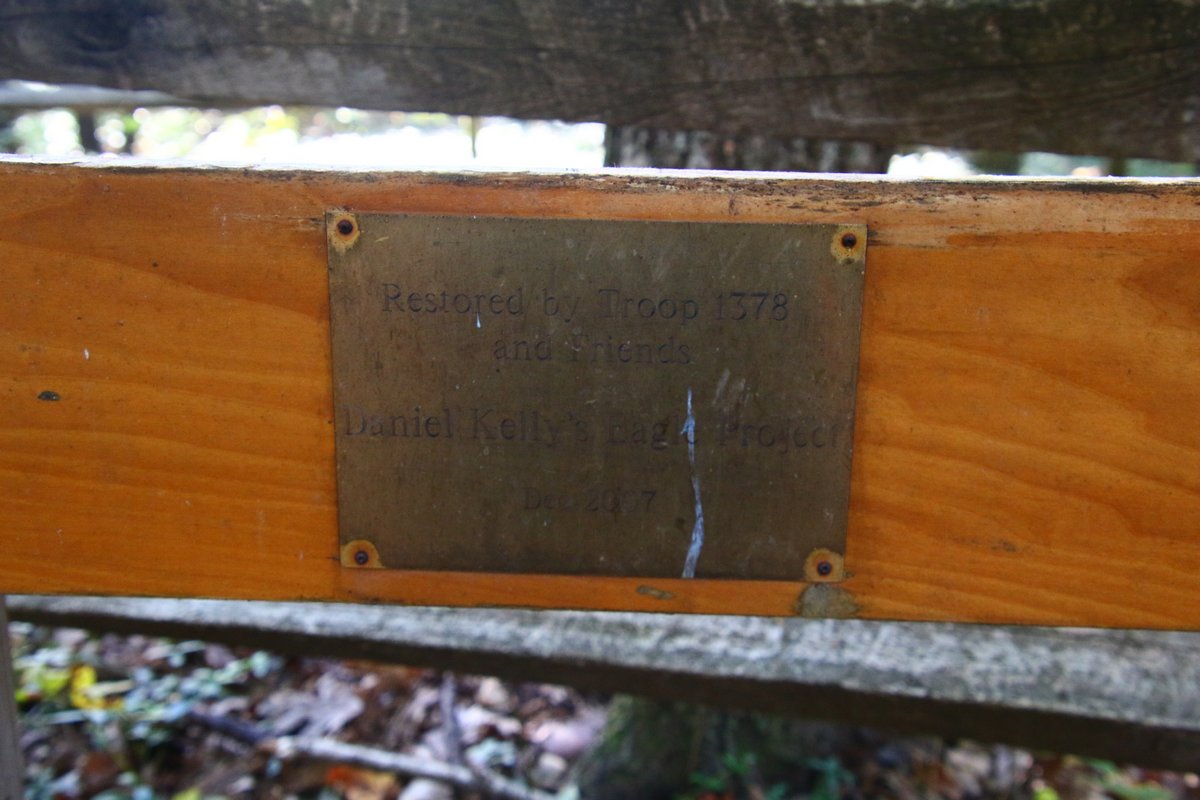 Restored by Troop 1378
and Friends
Daniel Kelly's Eagle Project
Dec 2007